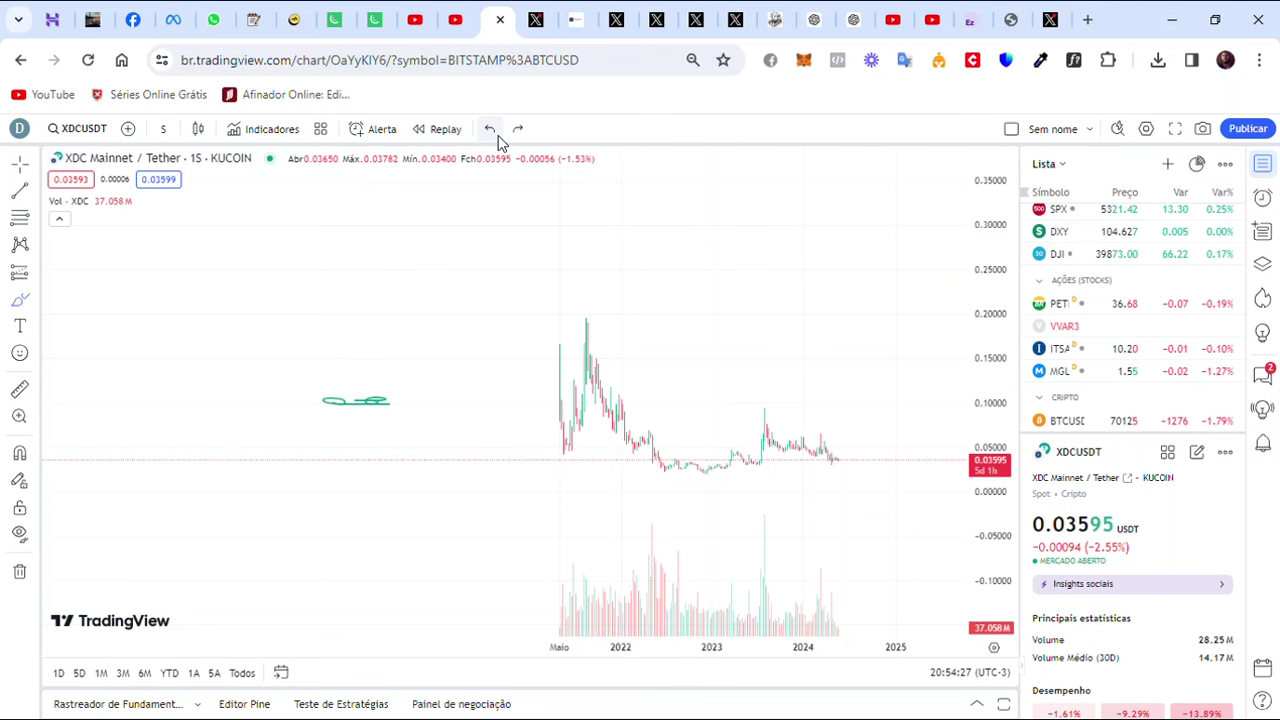 br.tradingview.com/chart/OaYyKIY6/?symbol=BITSTAMP%3ABTCUSD
YouTube
Séries Online Grátis
Afinador Online: Edi...
D
XDCUSDT
S
Indicadores
Alerta
Replay
Sem nome
Publicar
XDC Mainnet / Tether · 1S · KUCOIN
Abr0.03650 Máx.0.03782 Mín.0.03400 Fch0.03595 −0.00056 (−1.53%)
0.03593 0.00006 0.03599
Vol · XDC 37.058 M
0.35000
0.30000
0.25000
0.20000
0.15000
0.10000
0.05000
0.03595
5d 1h
0.00000
−0.05000
−0.10000
37.058 M
TradingView
Maio 2022 2023 2024 2025
1D 5D 1M 3M 6M YTD 1A 5A Todos
20:54:27 (UTC-3)
Rastreador de Fundament...
Editor Pine
Teste de Estratégias
Painel de negociação
Lista
Símbolo Preço Var Var%
SPX 5321.42 13.30 0.25%
DXY 104.627 0.005 0.00%
DJI 39873.00 66.22 0.17%
AÇÕES (STOCKS)
PET D 36.68 −0.07 −0.19%
VVAR3
ITSA D 10.20 −0.01 −0.10%
MGL D 1.55 −0.02 −1.27%
CRIPTO
BTCUSD 70125 −1276 −1.79%
XDCUSDT
XDC Mainnet / Tether · KUCOIN
Spot • Cripto
0.03595 USDT
−0.00094 (−2.55%)
MERCADO ABERTO
Insights sociais
Principais estatísticas
Volume 28.25 M
Volume Médio (30D) 14.17 M
Desempenho
−1.61% −9.29% −13.89%
2